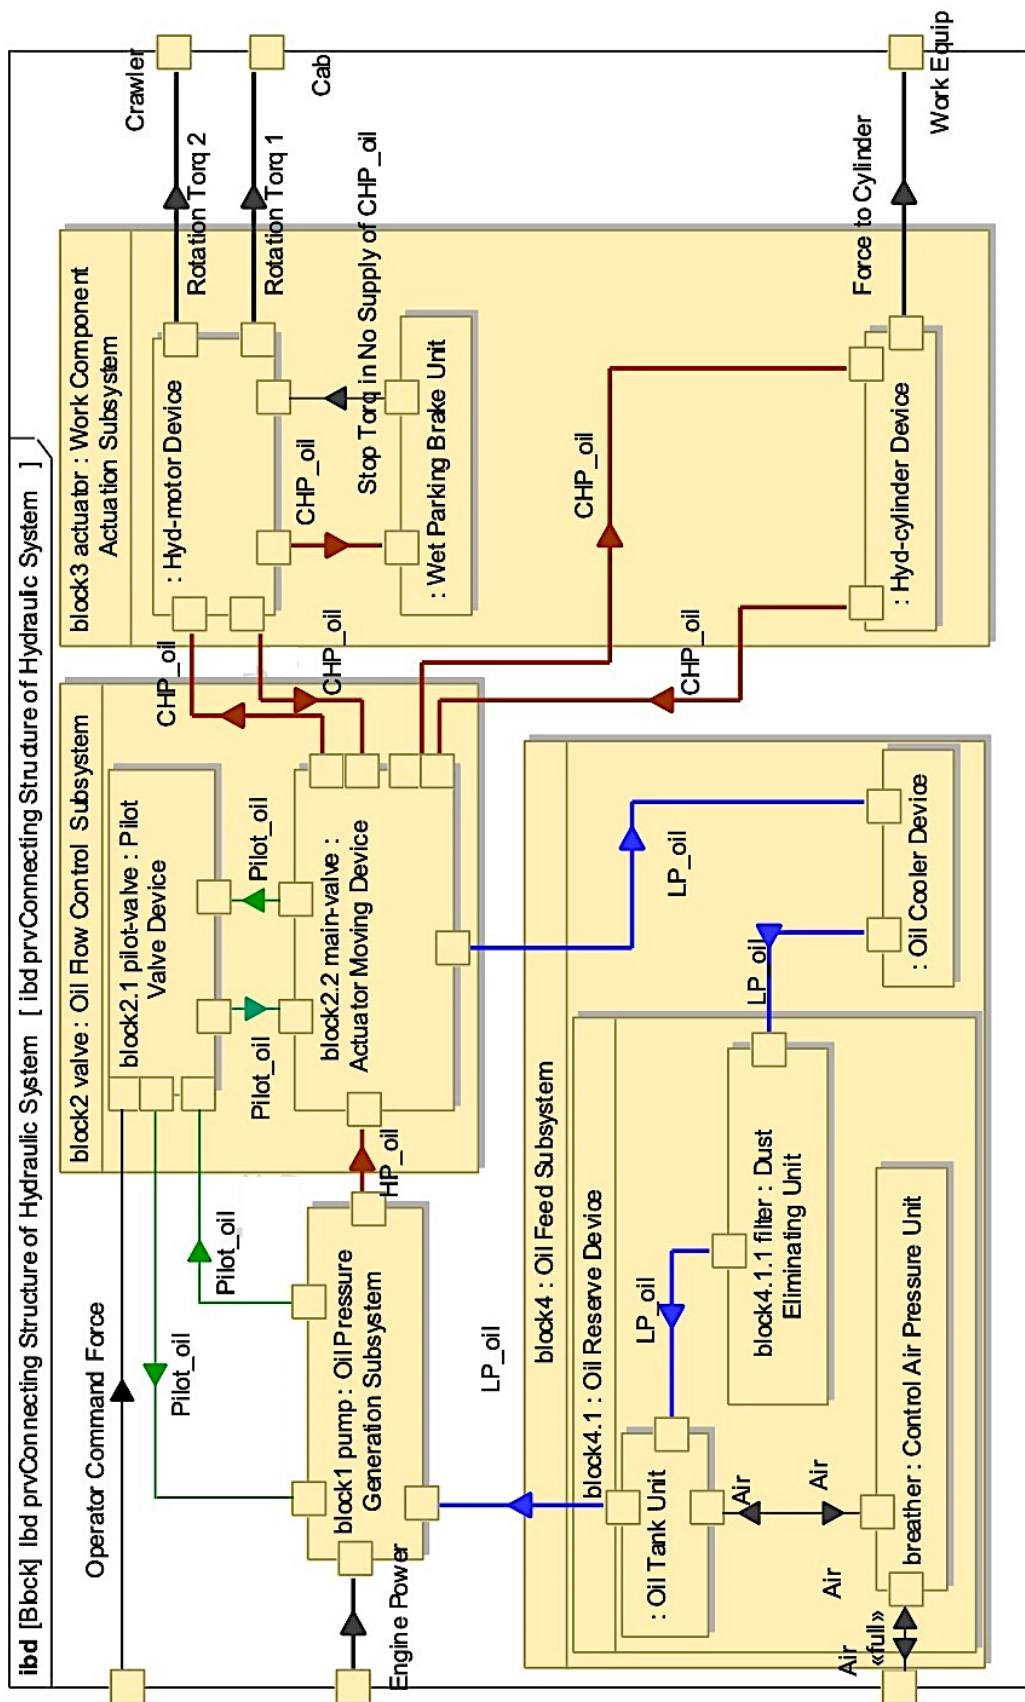 ibd [Block] Ibd prvConnecting Structure of Hydraulic System [ ibd prvConnecting Structure of Hydraulic System ]
Crawler
Cab
Rotation Torq 2
Rotation Torq 1
Work Equip
Force to Cylinder
block3 actuator : Work Component
Actuation Subsystem
: Hyd-motor Device
CHP_oil
Stop Torq in No Supply of CHP_oil
: Wet Parking Brake Unit
CHP_oil
: Hyd-cylinder Device
CHP_oil
CHP_oil
CHP_oil
block2 valve : Oil Flow Control Subsystem
block2.1 pilot-valve : Pilot
Valve Device
Pilot_oil
Pilot_oil
block2.2 main-valve :
Actuator Moving Device
HP_oil
Operator Command Force
Pilot_oil
Pilot_oil
block1 pump : Oil Pressure
Generation Subsystem
Engine Power
LP_oil
block4 : Oil Feed Subsystem
LP_oil
: Oil Cooler Device
LP_oil
block4.1 : Oil Reserve Device
LP_oil
block4.1.1 filter : Dust
Eliminating Unit
: Oil Tank Unit
Air
Air
breather : Control Air Pressure Unit
Air
Air
«full»